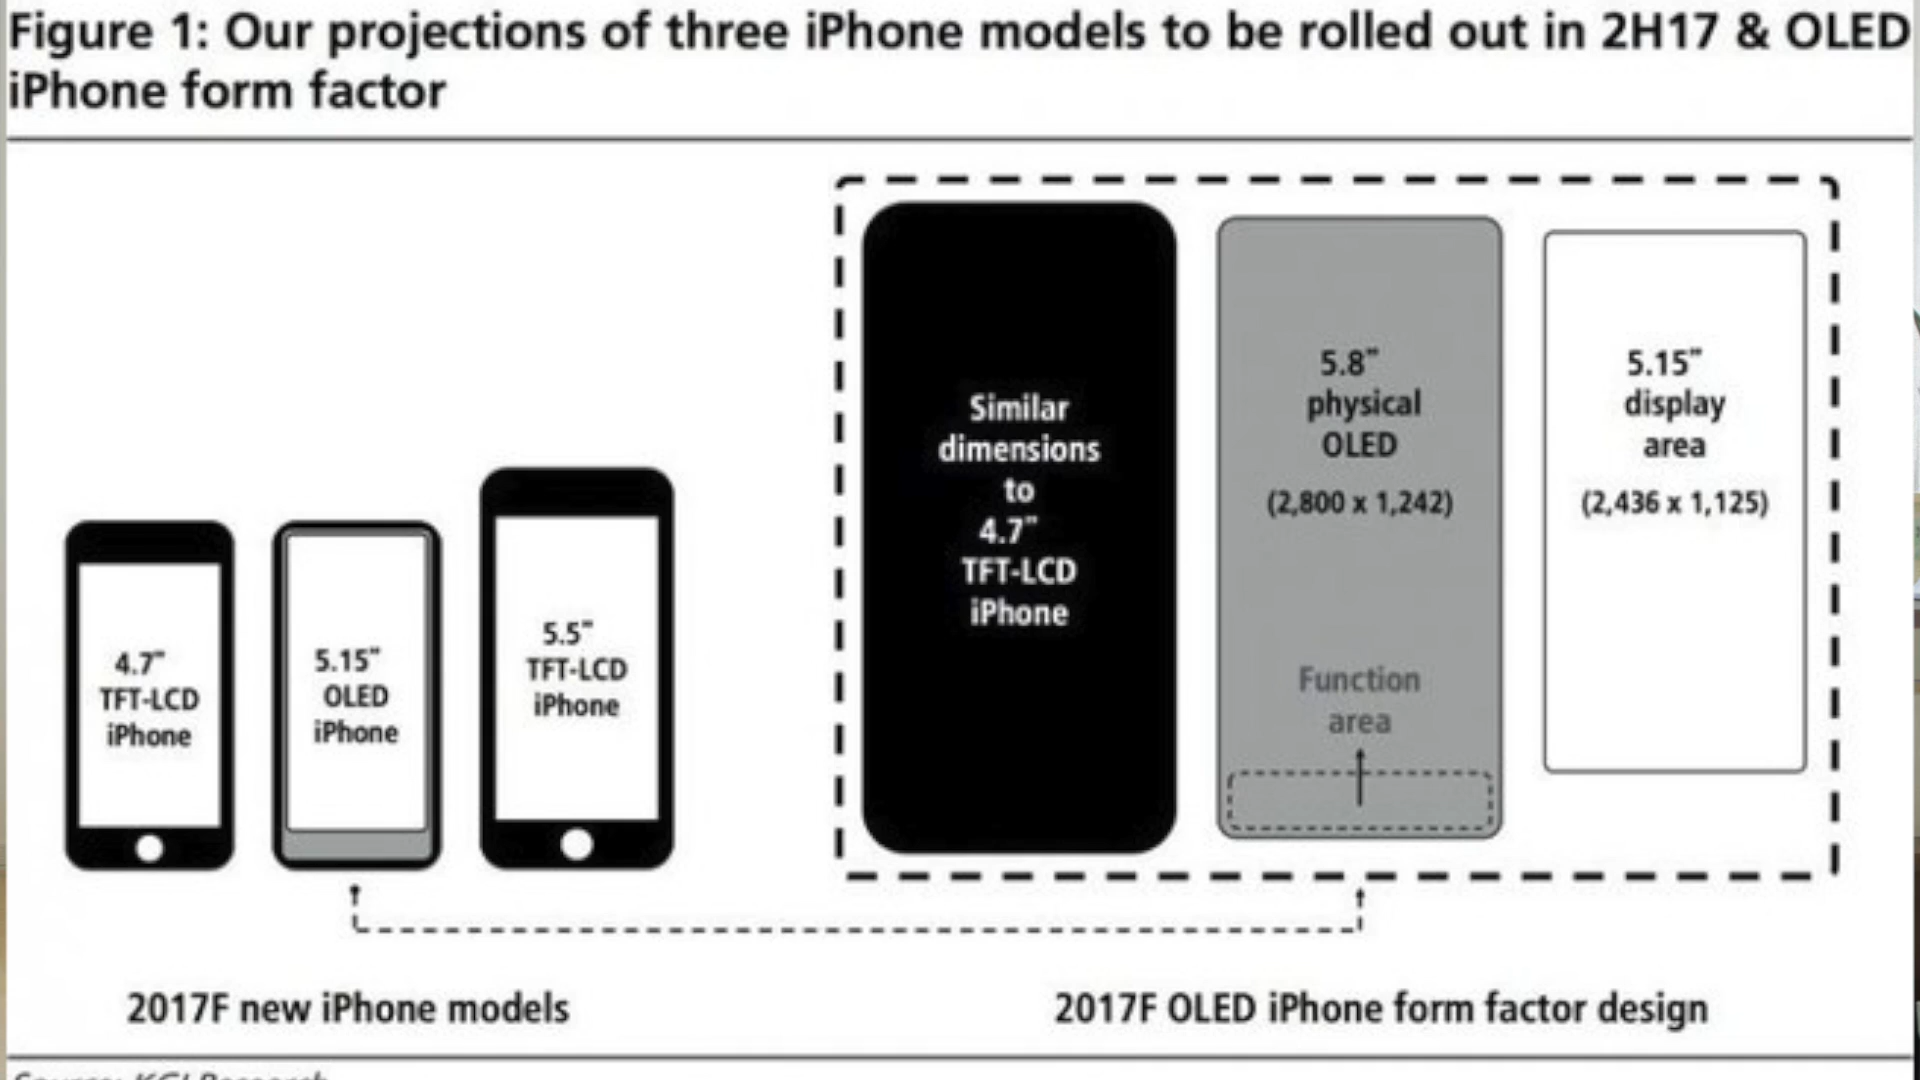 Figure 1: Our projections of three iPhone models to be rolled out in 2H17 & OLED
iPhone form factor
4.7"
TFT-LCD
iPhone
5.15"
OLED
iPhone
5.5"
TFT-LCD
iPhone
Similar
dimensions
to
4.7"
TFT-LCD
iPhone
5.8"
physical
OLED
(2,800 x 1,242)
Function
area
5.15"
display
area
(2,436 x 1,125)
2017F new iPhone models
2017F OLED iPhone form factor design
Source: KGI Research